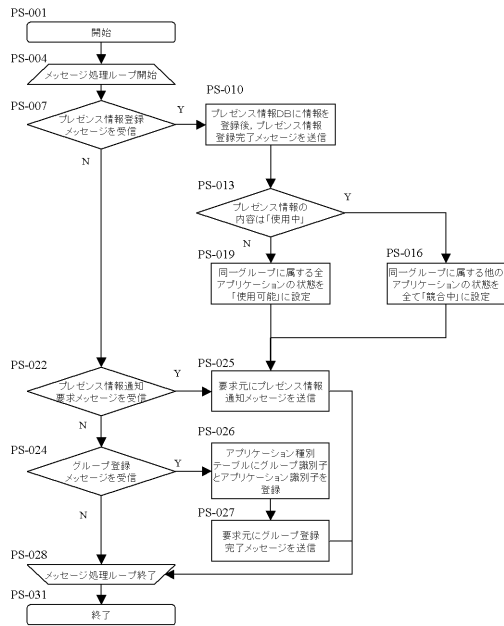 PS-001
開始
PS-004
メッセージ処理ループ開始
PS-007
プレゼンス情報登録
メッセージを受信
Y
N
PS-010
プレゼンス情報DBに情報を
登録後，プレゼンス情報
登録完了メッセージを送信
PS-013
プレゼンス情報の
内容は「使用中」
Y
N
PS-019
同一グループに属する全
アプリケーションの状態を
「使用可能」に設定
PS-016
同一グループに属する他の
アプリケーションの状態を
全て「競合中」に設定
PS-022
プレゼンス情報通知
要求メッセージを受信
Y
N
PS-025
要求元にプレゼンス情報
通知メッセージを送信
PS-024
グループ登録
メッセージを受信
Y
N
PS-026
アプリケーション種別
テーブルにグループ識別子
とアプリケーション識別子を
登録
PS-027
要求元にグループ登録
完了メッセージを送信
PS-028
メッセージ処理ループ終了
PS-031
終了